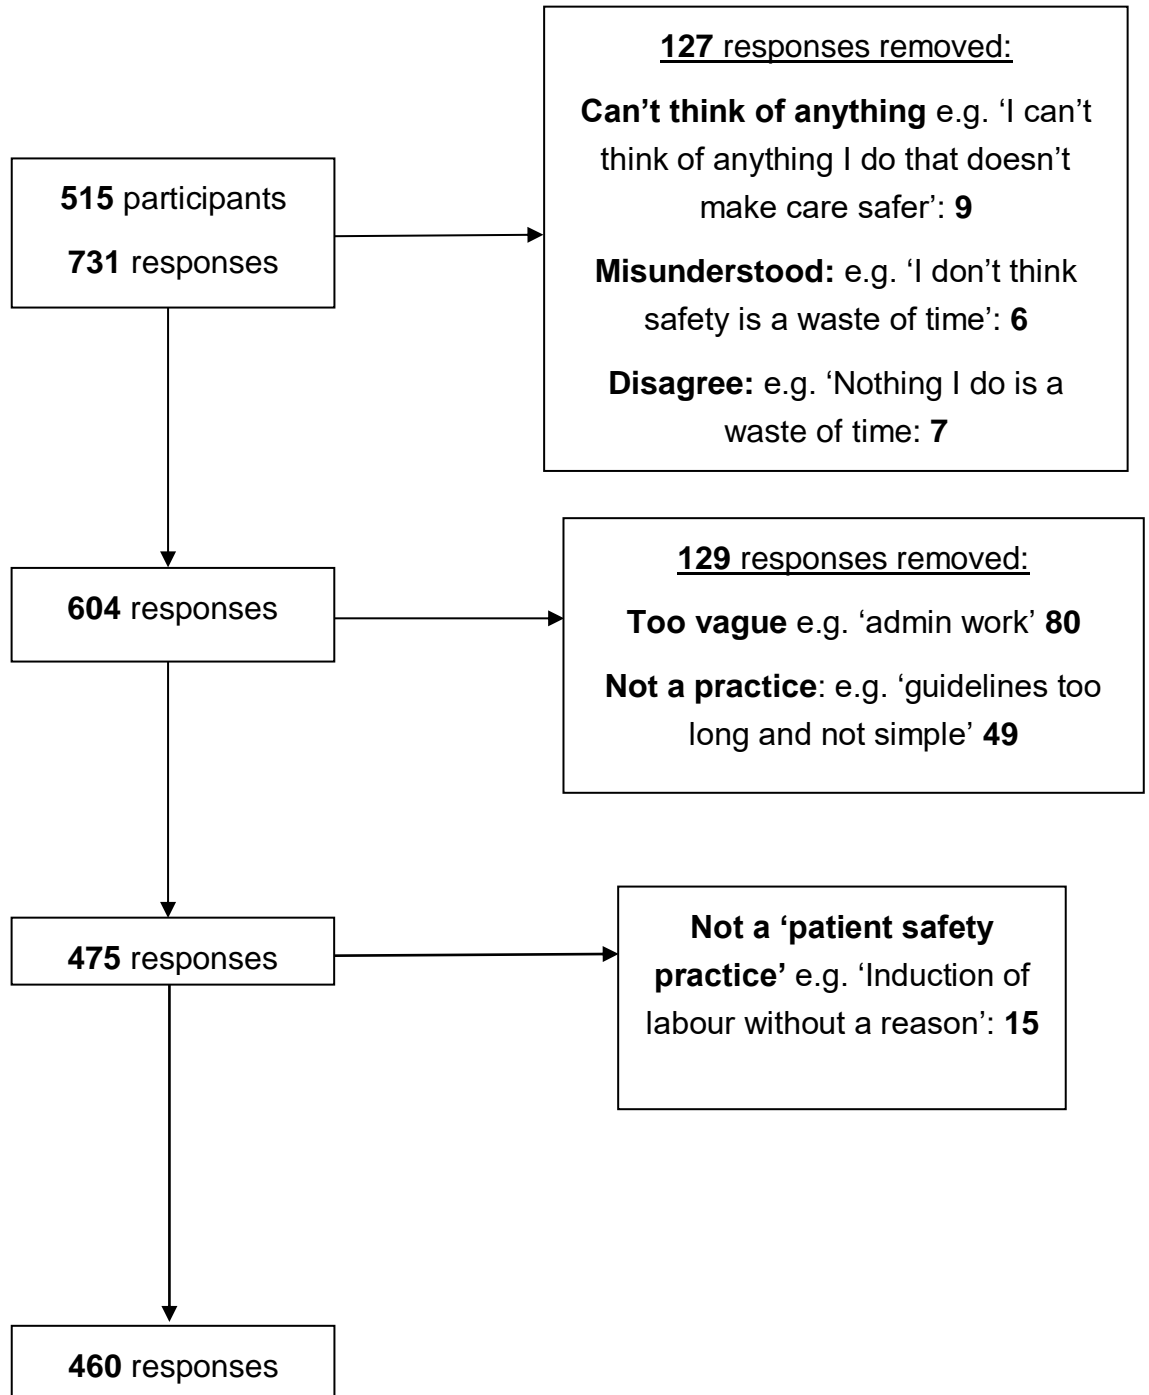 515 participants
731 responses
127 responses removed:
Can’t think of anything e.g. ‘I can’t
think of anything I do that doesn’t
make care safer’: 9
Misunderstood: e.g. ‘I don’t think
safety is a waste of time’: 6
Disagree: e.g. ‘Nothing I do is a
waste of time: 7
604 responses
129 responses removed:
Too vague e.g. ‘admin work’ 80
Not a practice: e.g. ‘guidelines too
long and not simple’ 49
475 responses
Not a ‘patient safety
practice’ e.g. ‘Induction of
labour without a reason’: 15
460 responses